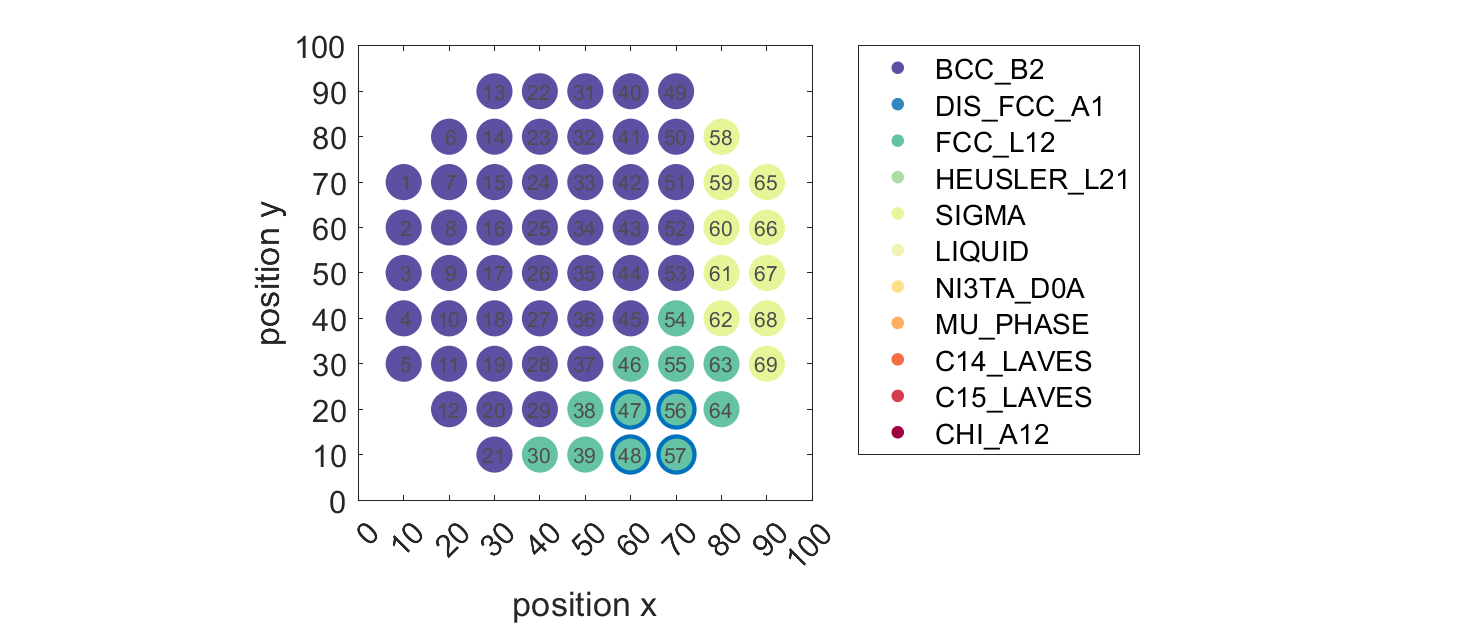 100
90
80
70
60
50
40
30
20
10
0
position y
13 22 31 40 49
6 14 23 32 41 50 58
1 7 15 24 33 42 51 59 65
2 8 16 25 34 43 52 60 66
3 9 17 26 35 44 53 61 67
4 10 18 27 36 45 54 62 68
5 11 19 28 37 46 55 63 69
12 20 29 38 47 56 64
21 30 39 48 57
0 10 20 30 40 50 60 70 80 90 100
position x
BCC_B2
DIS_FCC_A1
FCC_L12
HEUSLER_L21
SIGMA
LIQUID
NI3TA_D0A
MU_PHASE
C14_LAVES
C15_LAVES
CHI_A12